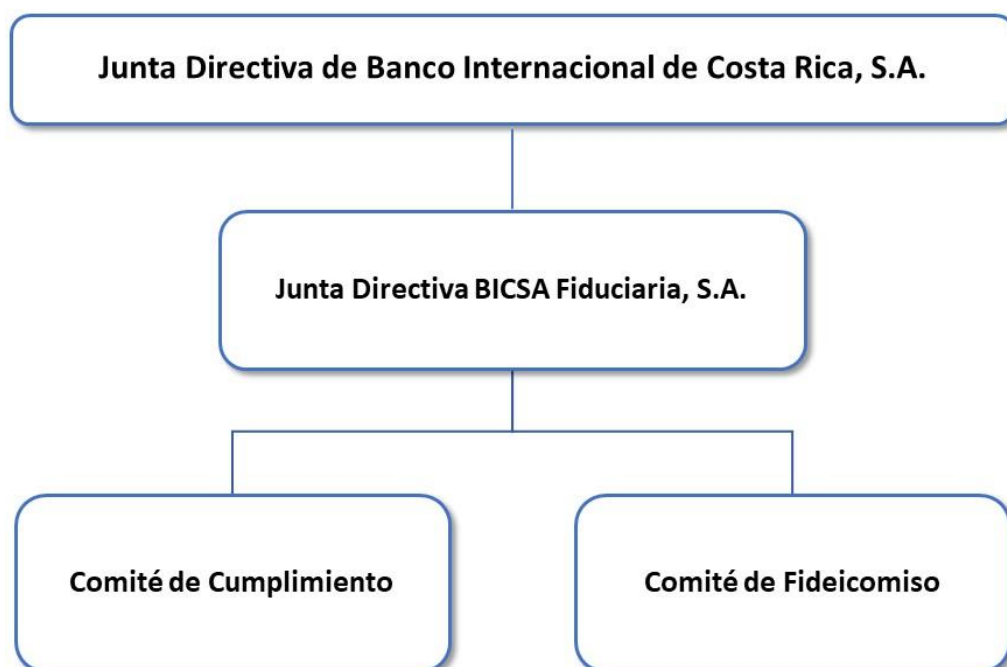 Junta Directiva de Banco Internacional de Costa Rica, S.A.
Junta Directiva BICSA Fiduciaria, S.A.
Comité de Cumplimiento
Comité de Fideicomiso